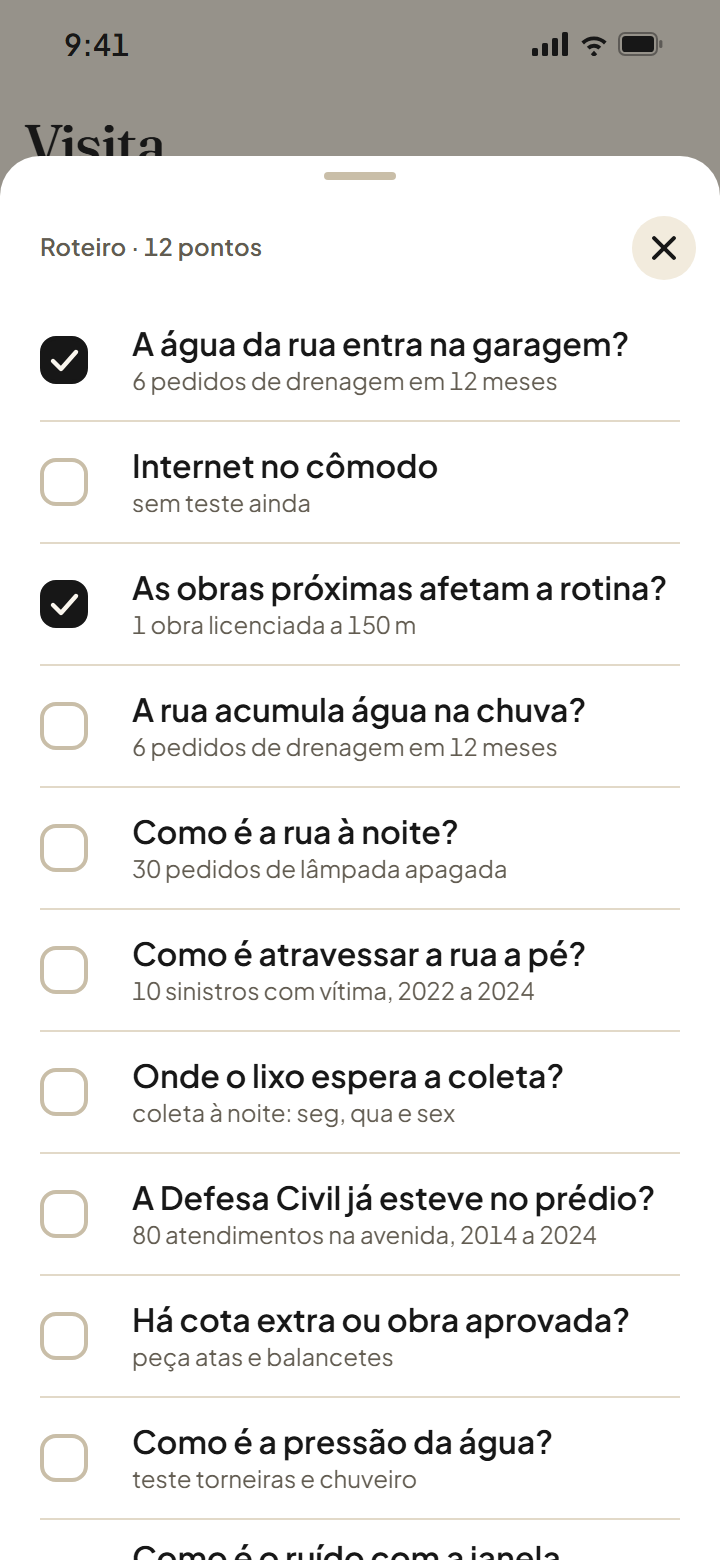 9:41
Visita
Roteiro · 12 pontos
A água da rua entra na garagem?
6 pedidos de drenagem em 12 meses
Internet no cômodo
sem teste ainda
As obras próximas afetam a rotina?
1 obra licenciada a 150 m
A rua acumula água na chuva?
6 pedidos de drenagem em 12 meses
Como é a rua à noite?
30 pedidos de lâmpada apagada
Como é atravessar a rua a pé?
10 sinistros com vítima, 2022 a 2024
Onde o lixo espera a coleta?
coleta à noite: seg, qua e sex
A Defesa Civil já esteve no prédio?
80 atendimentos na avenida, 2014 a 2024
Há cota extra ou obra aprovada?
peça atas e balancetes
Como é a pressão da água?
teste torneiras e chuveiro
Como é o ruído com a janela